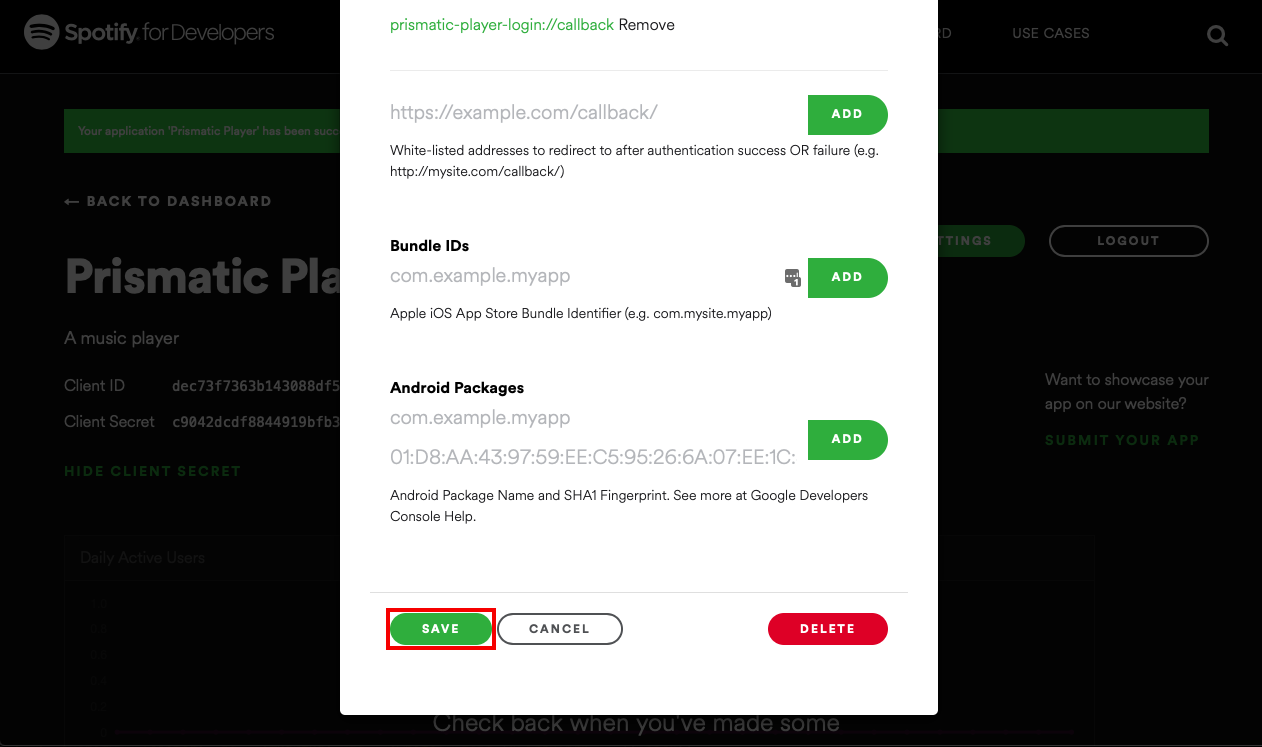 Spotify for Developers
USE CASES
prismatic-player-login://callback Remove
https://example.com/callback/
ADD
White-listed addresses to redirect to after authentication success OR failure (e.g.
http://mysite.com/callback/)
Your application 'Prismatic Player' has been
← BACK TO DASHBOARD
LOGOUT
Bundle IDs
com.example.myapp
1
ADD
Apple iOS App Store Bundle Identifier (e.g. com.mysite.myapp)
Prismatic Pla
A music player
Client ID dec73f7363b143088df5
Client Secret c9042dcdf8844919bfb3
HIDE CLIENT SECRET
Want to showcase your
app on our website?
SUBMIT YOUR APP
Android Packages
com.example.myapp
01:D8:AA:43:97:59:EE:C5:95:26:6A:07:EE:1C:
ADD
Android Package Name and SHA1 Fingerprint. See more at Google Developers
Console Help.
Daily Active Users
SAVE
CANCEL
DELETE
Check back when you've made some